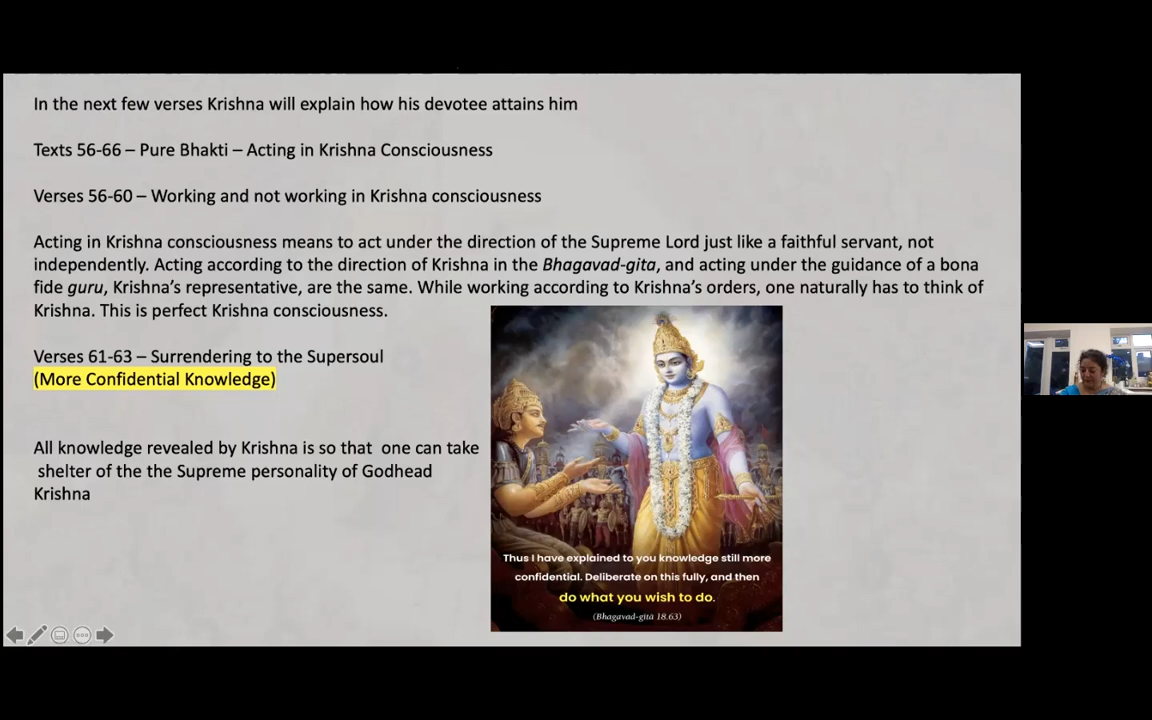 In the next few verses Krishna will explain how his devotee attains him
Texts 56-66 – Pure Bhakti – Acting in Krishna Consciousness
Verses 56-60 – Working and not working in Krishna consciousness
Acting in Krishna consciousness means to act under the direction of the Supreme Lord just like a faithful servant, not
independently. Acting according to the direction of Krishna in the Bhagavad-gita, and acting under the guidance of a bona
fide guru, Krishna’s representative, are the same. While working according to Krishna’s orders, one naturally has to think of
Krishna. This is perfect Krishna consciousness.
Verses 61-63 – Surrendering to the Supersoul
(More Confidential Knowledge)
All knowledge revealed by Krishna is so that one can take
shelter of the the Supreme personality of Godhead
Krishna
Thus I have explained to you knowledge still more
confidential. Deliberate on this fully, and then
do what you wish to do.
(Bhagavad-gītā 18.63)